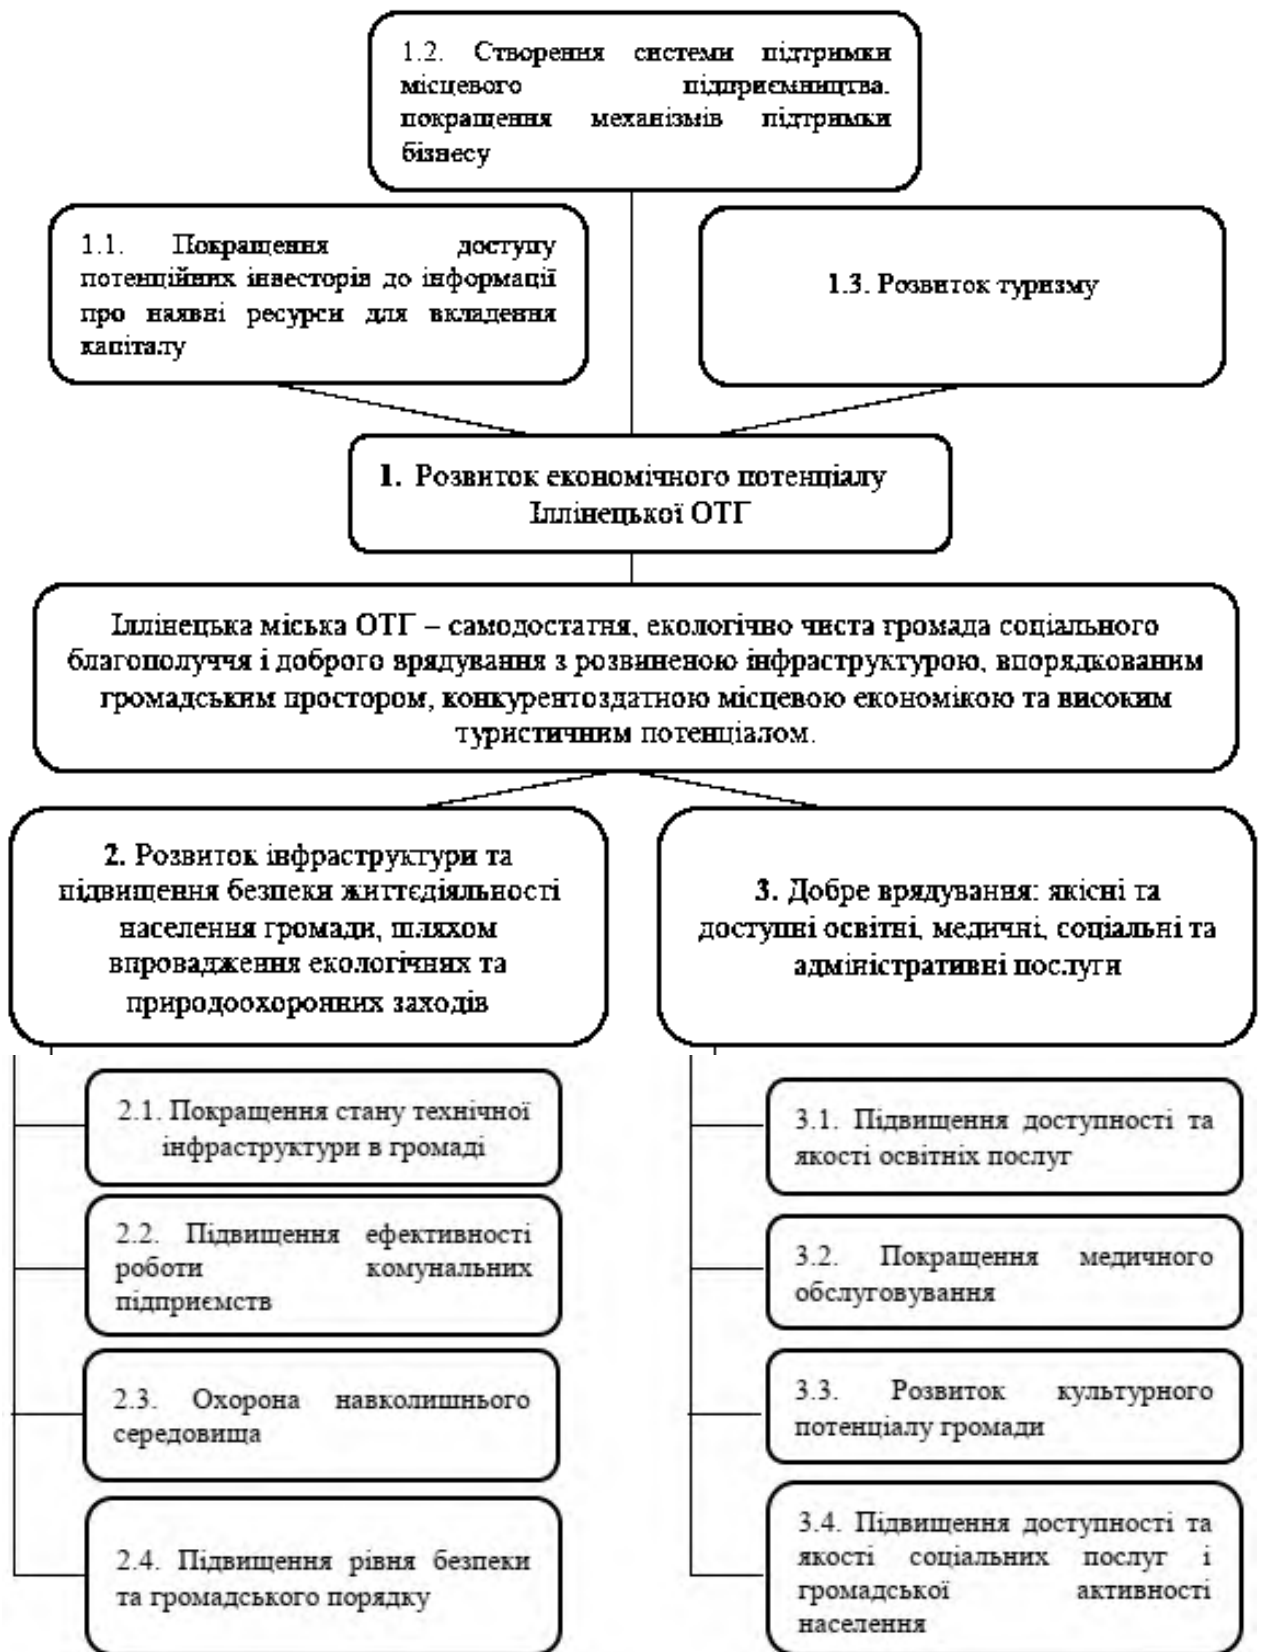 1.2. Створення системи підтримки
місцевого підприємництва.
покращення механізмів підтримки
бізнесу
1.1. Покращення доступу
потенційних інвесторів до інформації
про наявні ресурси для вкладення
капіталу
1.3. Розвиток туризму
1. Розвиток економічного потенціалу
Іллінецької ОТГ
Іллінецька міська ОТГ – самодостатня, екологічно чиста громада соціального
благополуччя і доброго врядування з розвиненою інфраструктурою, впорядкованим
громадським простором, конкурентоздатною місцевою економікою та високим
туристичним потенціалом.
2. Розвиток інфраструктури та
підвищення безпеки життєдіяльності
населення громади, шляхом
впровадження екологічних та
природоохоронних заходів
3. Добре врядування: якісні та
доступні освітні, медичні, соціальні та
адміністративні послуги
2.1. Покращення стану технічної
інфраструктури в громаді
2.2. Підвищення ефективності
роботи комунальних
підприємств
2.3. Охорона навколишнього
середовища
2.4. Підвищення рівня безпеки
та громадського порядку
3.1. Підвищення доступності та
якості освітніх послуг
3.2. Покращення медичного
обслуговування
3.3. Розвиток культурного
потенціалу громади
3.4. Підвищення доступності та
якості соціальних послуг і
громадської активності
населення